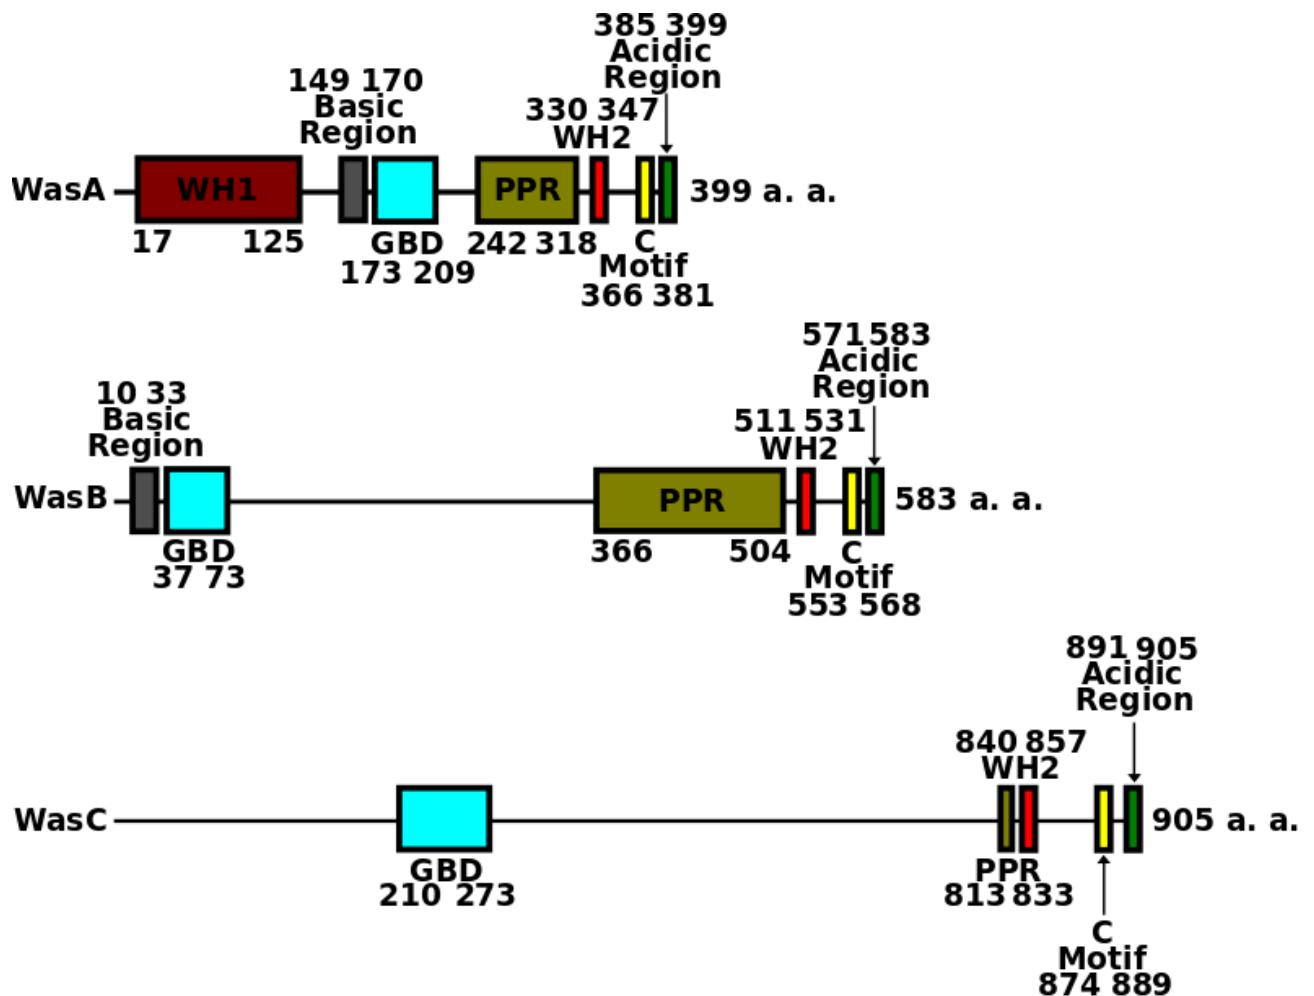 385 399
Acidic
Region
149 170
Basic
Region
330 347
WH2
WasA
WH1
PPR
399 a. a.
17
125
GBD
173 209
242 318
C
Motif
366 381
571 583
Acidic
Region
10 33
Basic
Region
511 531
WH2
WasB
PPR
583 a. a.
GBD
37 73
366
504
C
Motif
553 568
891 905
Acidic
Region
840 857
WH2
WasC
905 a. a.
GBD
210 273
PPR
813 833
C
Motif
874 889